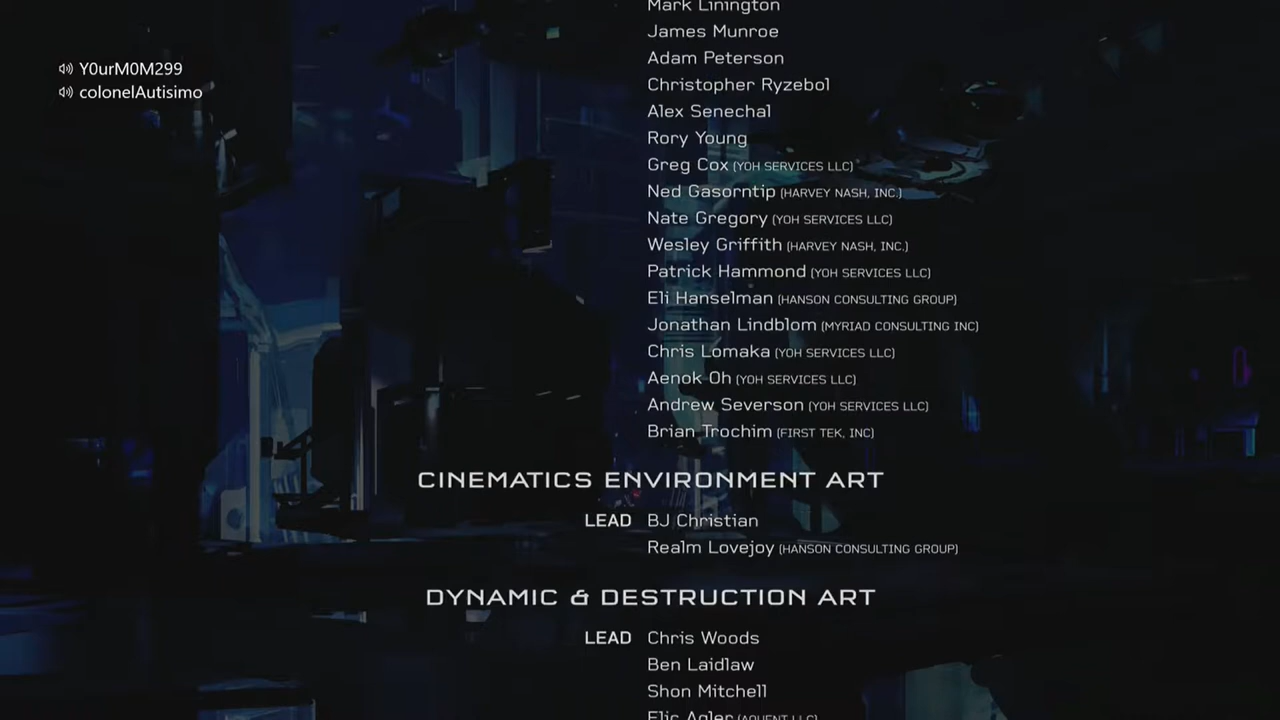 Mark Linington
James Munroe
Y0urM0M299
Adam Peterson
colonelAutisimo
Christopher Ryzebol
Alex Senechal
Rory Young
Greg Cox (YOH SERVICES LLC)
Ned Gasorntip (HARVEY NASH, INC.)
Nate Gregory (YOH SERVICES LLC)
Wesley Griffith (HARVEY NASH, INC.)
Patrick Hammond (YOH SERVICES LLC)
Eli Hanselman (HANSON CONSULTING GROUP)
Jonathan Lindblom (MYRIAD CONSULTING INC)
Chris Lomaka (YOH SERVICES LLC)
Aenok Oh (YOH SERVICES LLC)
Andrew Severson (YOH SERVICES LLC)
Brian Trochim (FIRST TEK, INC)
CINEMATICS ENVIRONMENT ART
LEAD BJ Christian
Realm Lovejoy (HANSON CONSULTING GROUP)
DYNAMIC & DESTRUCTION ART
LEAD Chris Woods
Ben Laidlaw
Shon Mitchell
Elic Agler (AQUENT LLC)